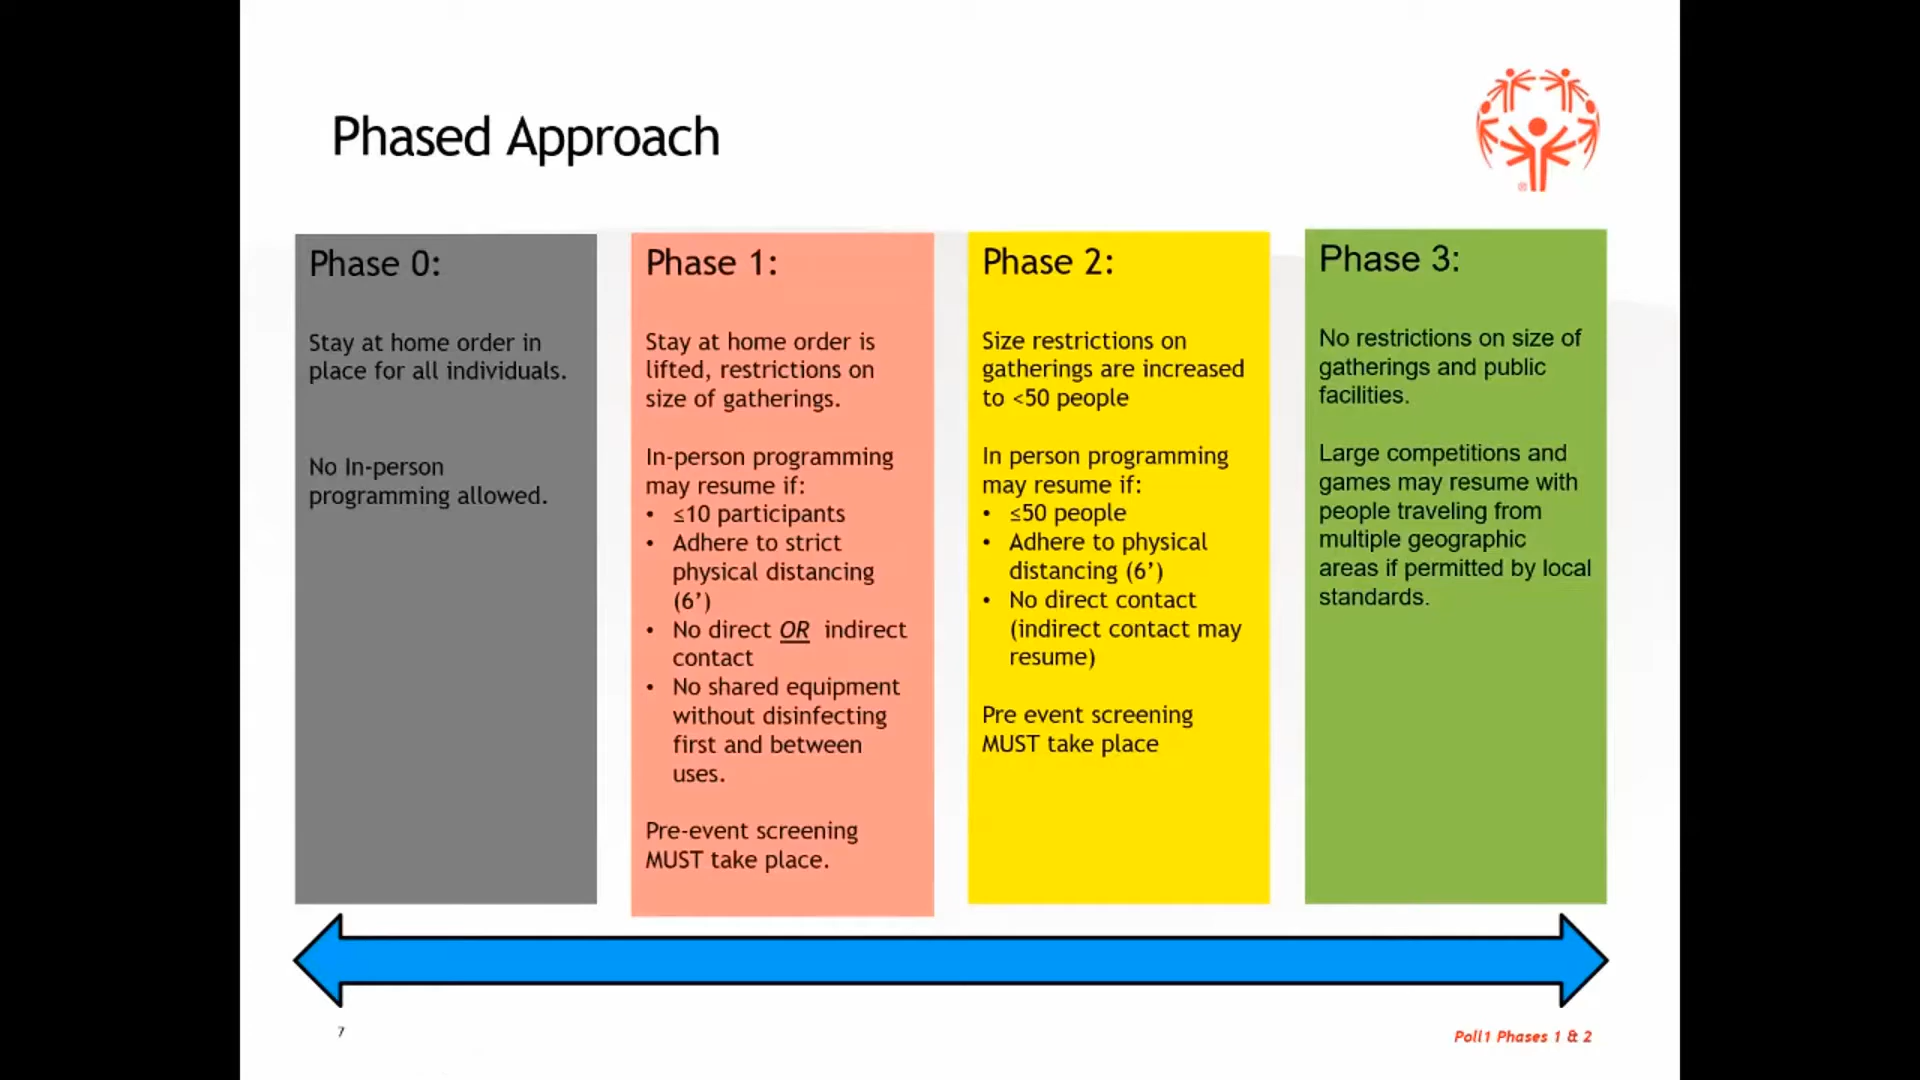 Phased Approach
Phase 0:
Stay at home order in
place for all individuals.
No In-person
programming allowed.
Phase 1:
Stay at home order is
lifted, restrictions on
size of gatherings.
In-person programming
may resume if:
• ≤10 participants
• Adhere to strict
physical distancing
(6’)
• No direct OR indirect
contact
• No shared equipment
without disinfecting
first and between
uses.
Pre-event screening
MUST take place.
Phase 2:
Size restrictions on
gatherings are increased
to <50 people
In person programming
may resume if:
• ≤50 people
• Adhere to physical
distancing (6’)
• No direct contact
(indirect contact may
resume)
Pre event screening
MUST take place
Phase 3:
No restrictions on size of
gatherings and public
facilities.
Large competitions and
games may resume with
people traveling from
multiple geographic
areas if permitted by local
standards.
7
Poll1 Phases 1 & 2
®